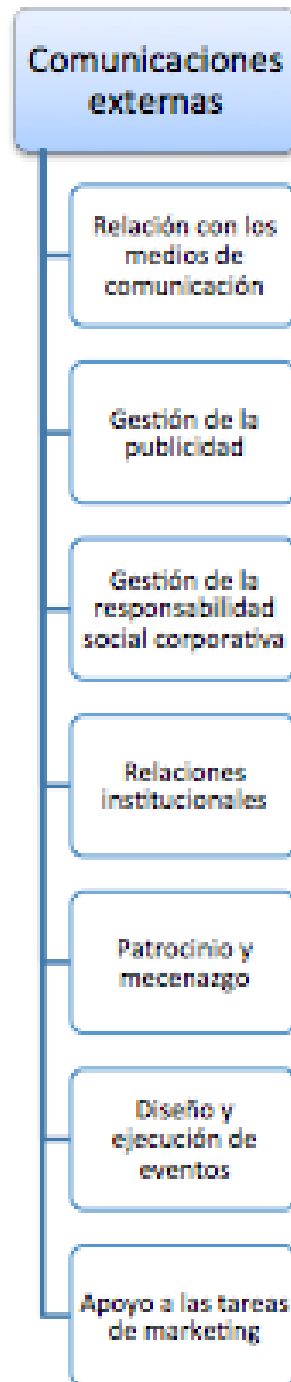 Comunicaciones
externas
Relación con los
medios de
comunicación
Gestión de la
publicidad
Gestión de la
responsabilidad
social corporativa
Relaciones
institucionales
Patrocinio y
mecenazgo
Diseño y
ejecución de
eventos
Apoyo a las tareas
de marketing